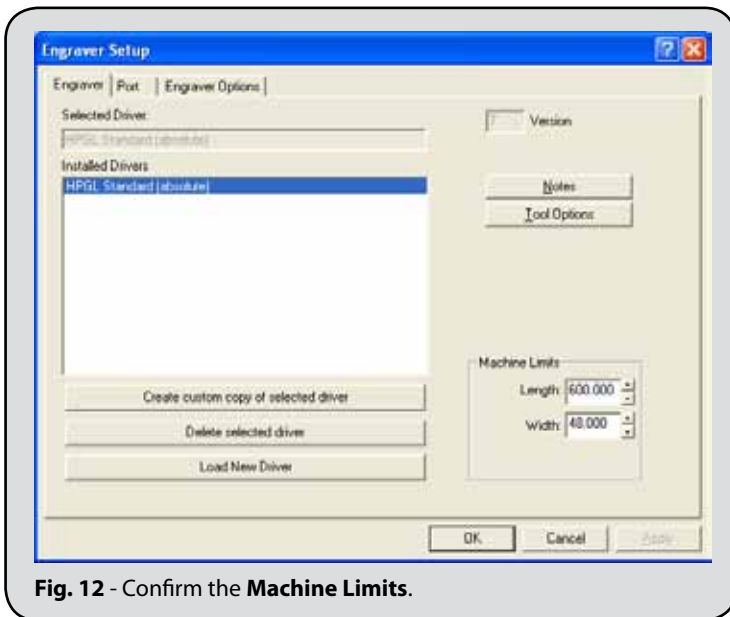 Engraver Setup
Engraver Port Engraver Options
Selected Driver:
HPGL Standard (absolute)
7 Version
Installed Drivers
HPGL Standard (absolute)
Notes
Tool Options
Machine Limits
Length: 600.000
Width: 48.000
Create custom copy of selected driver
Delete selected driver
Load New Driver
OK Cancel Apply
Fig. 12 - Confirm the Machine Limits.